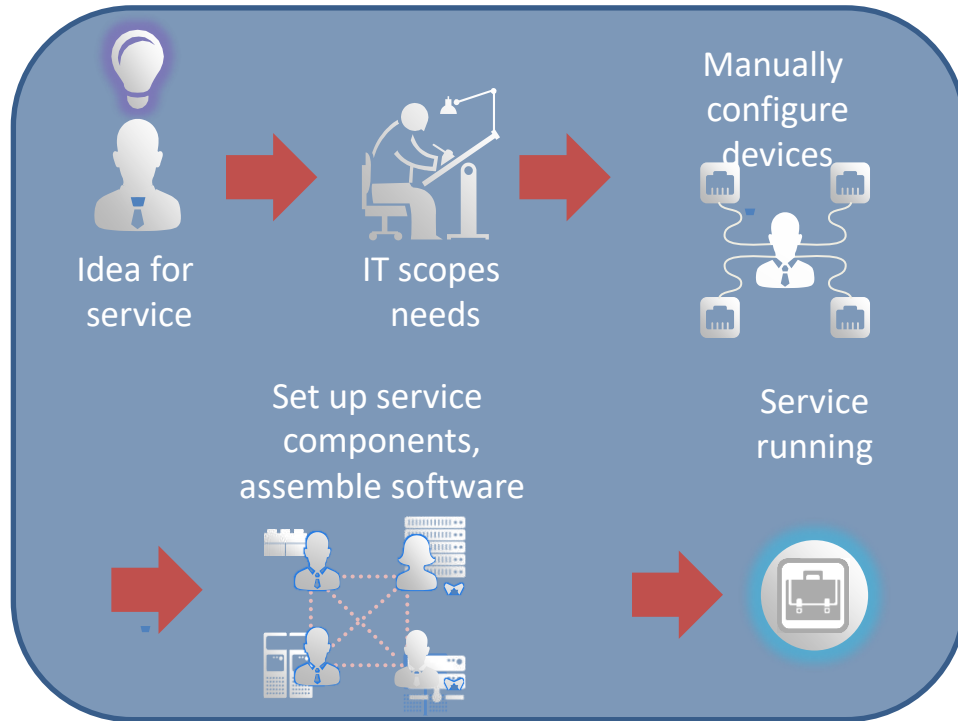 Idea for
service
IT scopes
needs
Manually
configure
devices
Set up service
components,
assemble software
Service
running